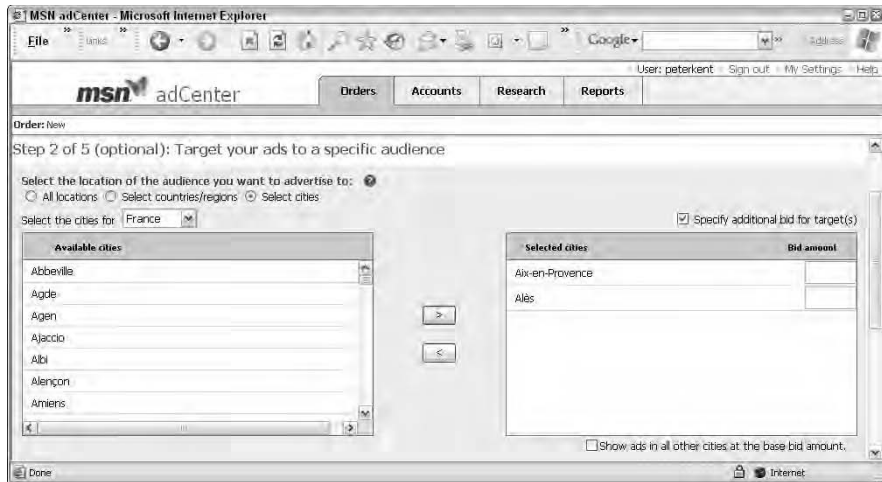 MSN adCenter - Microsoft Internet Explorer
File » Links » » Google » Address
User: peterkent Sign out My Settings Help
msn adCenter Orders Accounts Research Reports
Order: New
Step 2 of 5 (optional): Target your ads to a specific audience
Select the location of the audience you want to advertise to: ?
All locations Select countries/regions Select cities
Select the cities for France Specify additional bid for target(s)
Available cities Selected cities Bid amount
Abbeville Aix-en-Provence
Agde Alès
Agen >
Ajaccio
Albi <
Alençon
Amiens
Show ads in all other cities at the base bid amount.
Done Internet